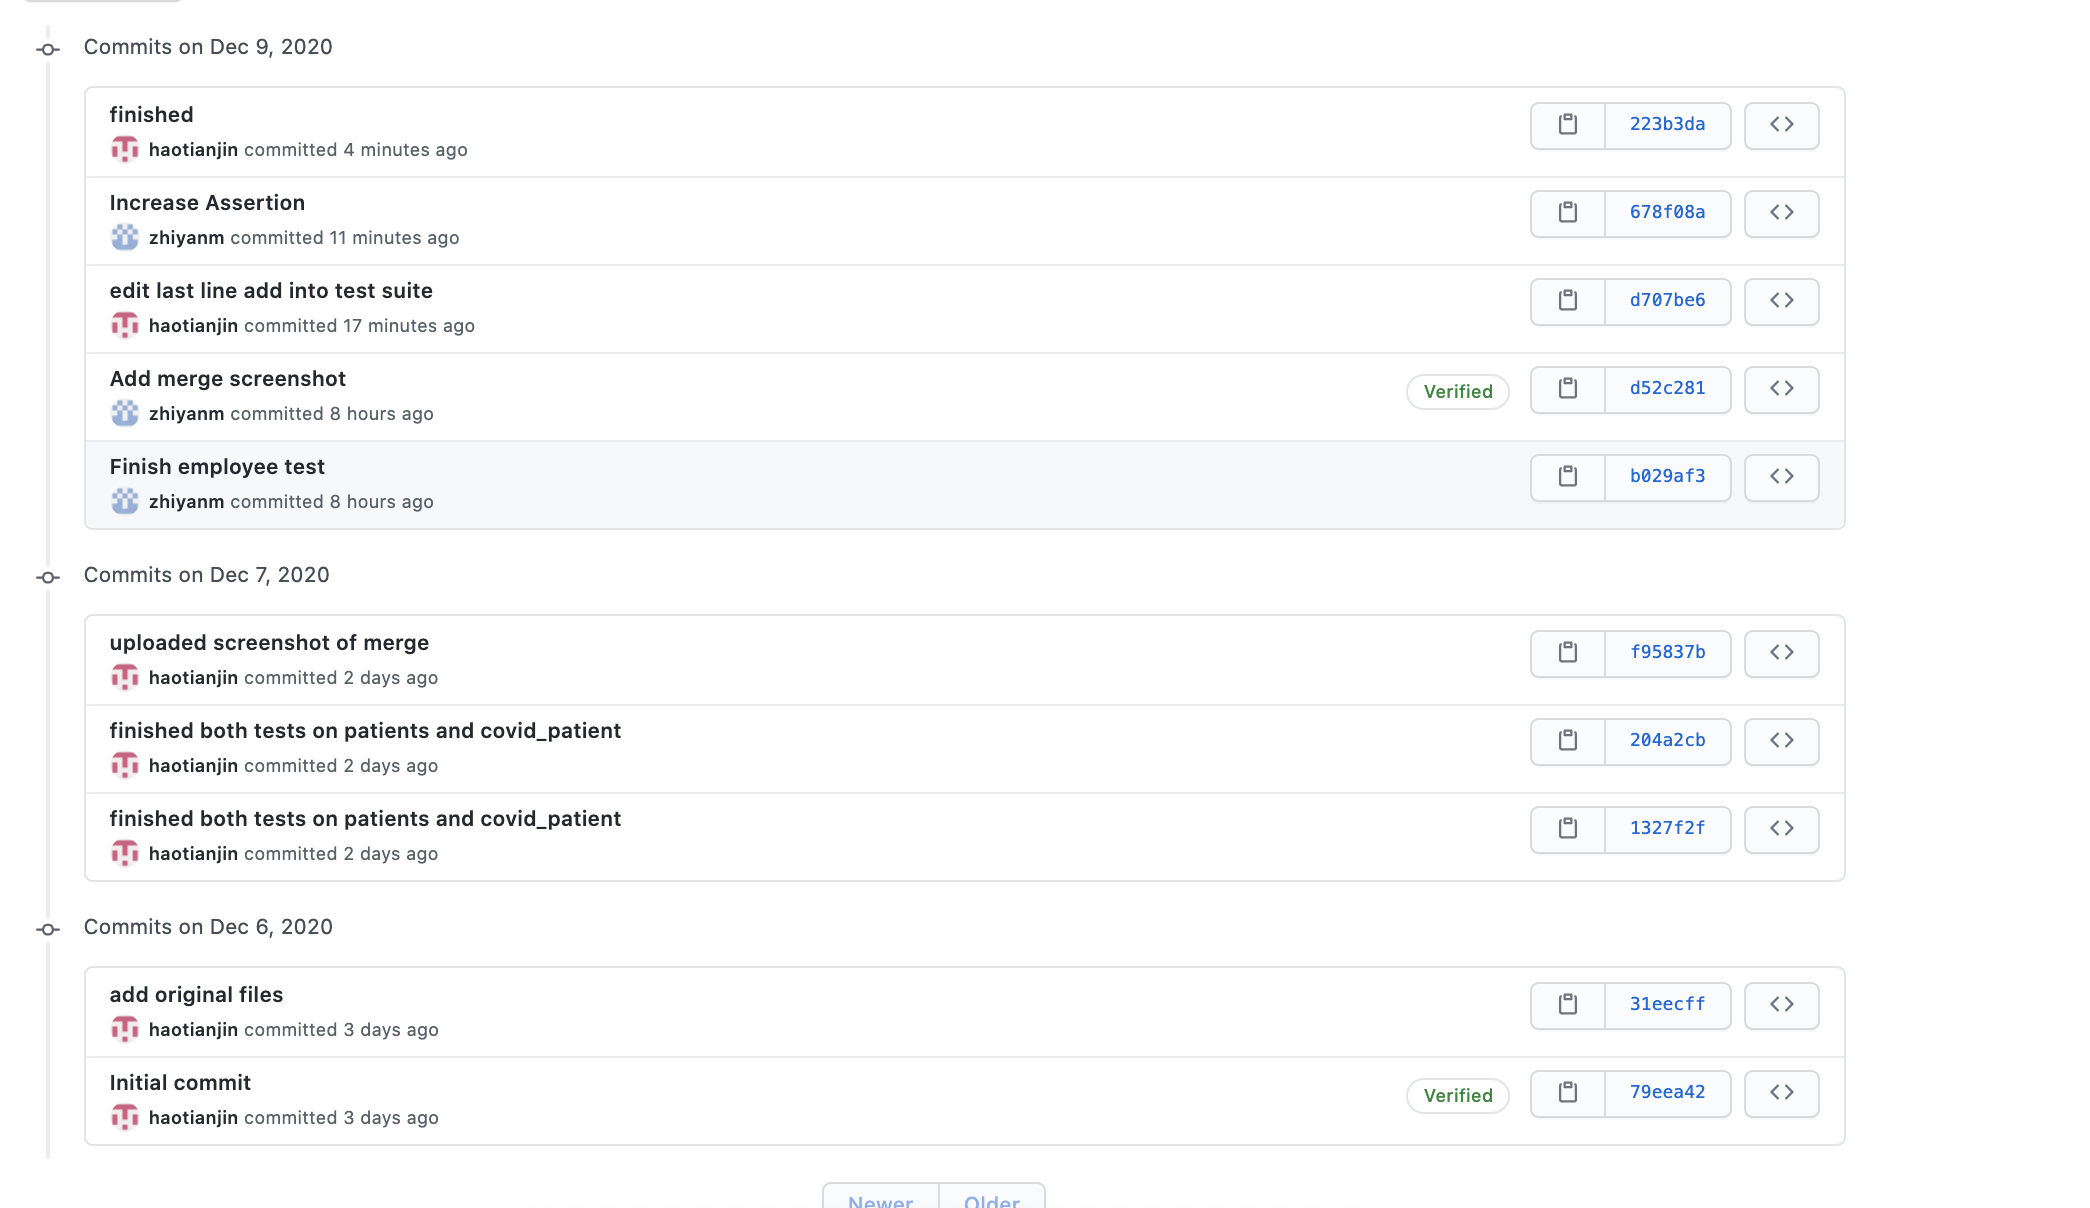 Commits on Dec 9, 2020
finished
223b3da
haotianjin committed 4 minutes ago
Increase Assertion
678f08a
zhiyanm committed 11 minutes ago
edit last line add into test suite
d707be6
haotianjin committed 17 minutes ago
Add merge screenshot
Verified
d52c281
zhiyanm committed 8 hours ago
Finish employee test
b029af3
zhiyanm committed 8 hours ago
Commits on Dec 7, 2020
uploaded screenshot of merge
f95837b
haotianjin committed 2 days ago
finished both tests on patients and covid_patient
204a2cb
haotianjin committed 2 days ago
finished both tests on patients and covid_patient
1327f2f
haotianjin committed 2 days ago
Commits on Dec 6, 2020
add original files
31eecff
haotianjin committed 3 days ago
Initial commit
Verified
79eea42
haotianjin committed 3 days ago
Newer
Older